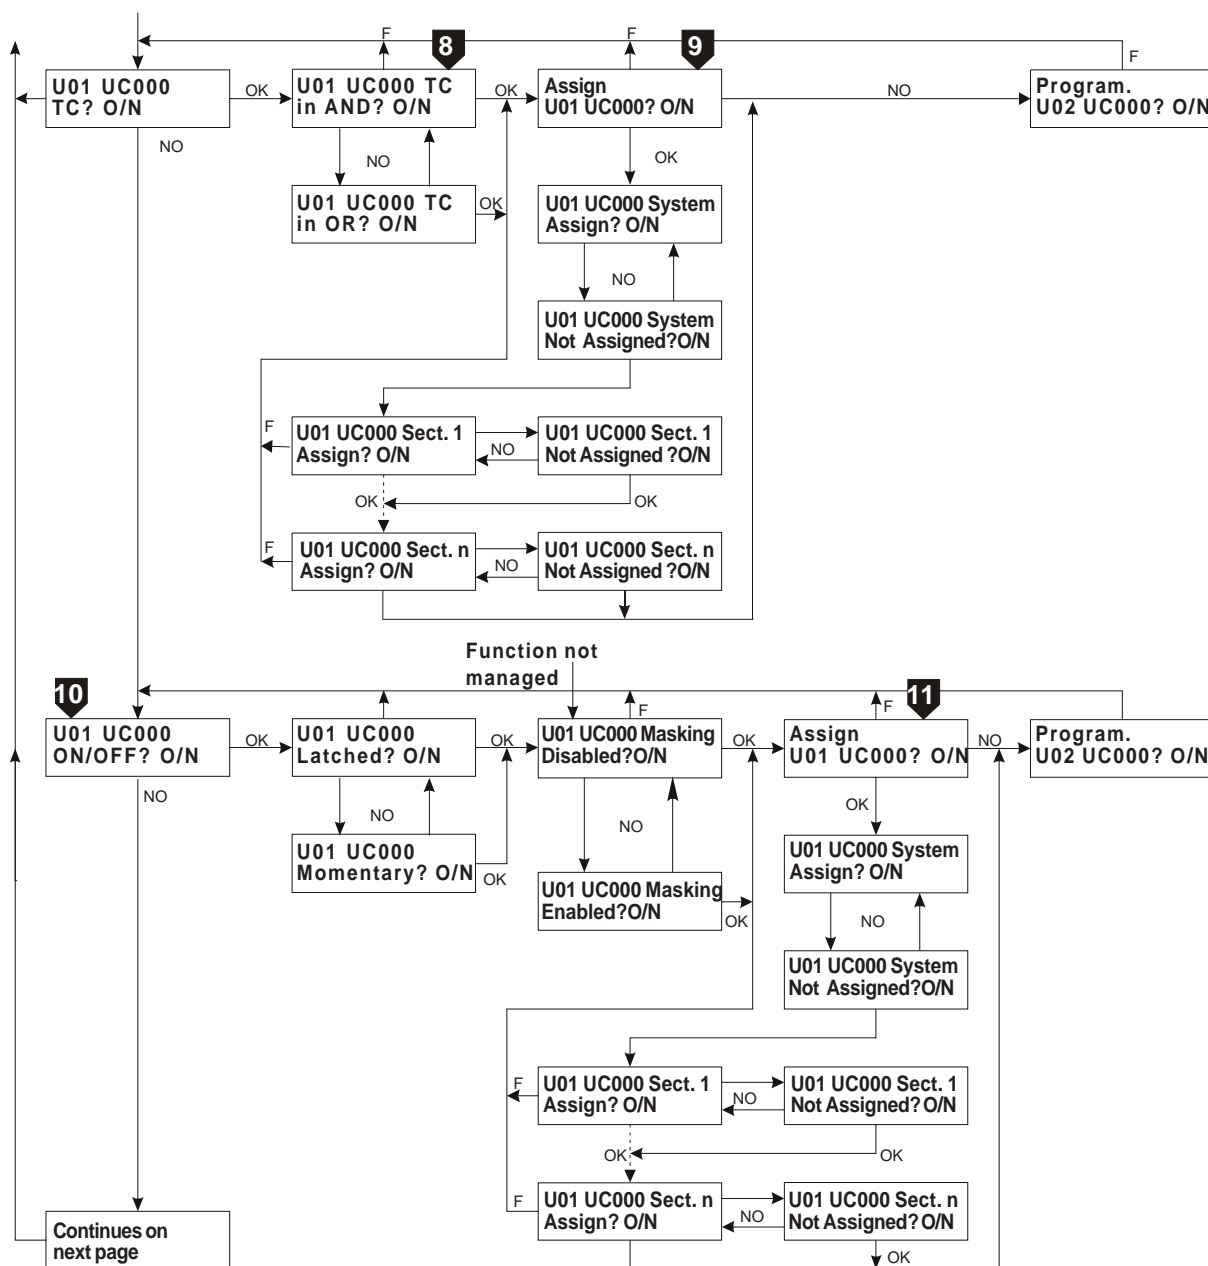 F
F
F
F
8
9
U01 UC000
TC? O/N
OK
U01 UC000 TC
in AND? O/N
OK
Assign
U01 UC000? O/N
NO
Program.
U02 UC000? O/N
NO
NO
OK
U01 UC000 TC
in OR? O/N
OK
U01 UC000 System
Assign? O/N
NO
U01 UC000 System
Not Assigned?O/N
F
U01 UC000 Sect. 1
Assign? O/N
NO
U01 UC000 Sect. 1
Not Assigned ?O/N
OK
OK
F
U01 UC000 Sect. n
Assign? O/N
NO
U01 UC000 Sect. n
Not Assigned ?O/N
Function not
managed
10
11
F
F
U01 UC000
ON/OFF? O/N
OK
U01 UC000
Latched? O/N
OK
U01 UC000 Masking
Disabled?O/N
OK
Assign
U01 UC000? O/N
NO
Program.
U02 UC000? O/N
NO
NO
NO
OK
U01 UC000
Momentary? O/N
OK
U01 UC000 Masking
Enabled?O/N
OK
U01 UC000 System
Assign? O/N
NO
U01 UC000 System
Not Assigned?O/N
F
U01 UC000 Sect. 1
Assign? O/N
NO
U01 UC000 Sect. 1
Not Assigned? O/N
OK
OK
F
U01 UC000 Sect. n
Assign? O/N
NO
U01 UC000 Sect. n
Not Assigned? O/N
OK
Continues on
next page